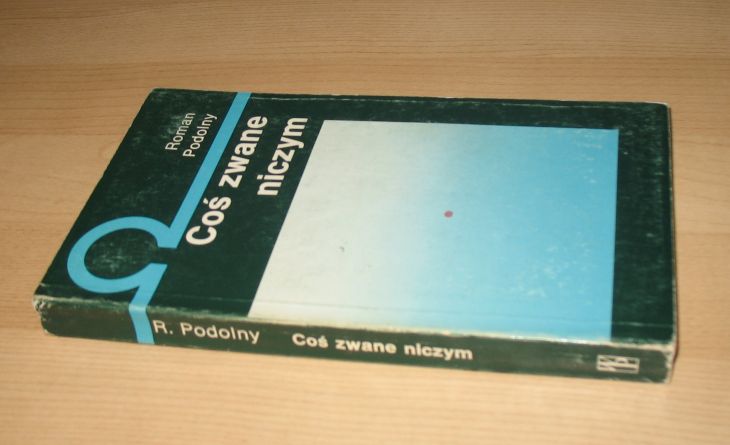 Roman
Podolny
Coś zwane
niczym
R. Podolny Coś zwane niczym